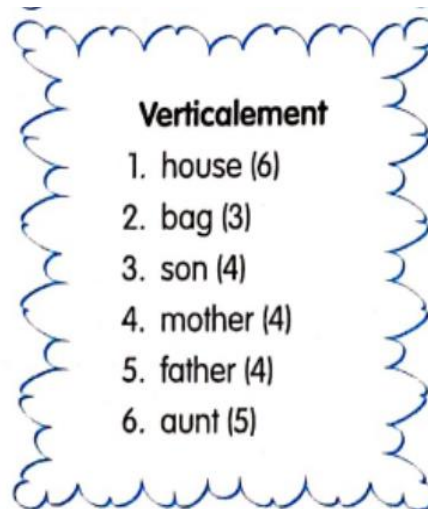 Verticalement
1. house (6)
2. bag (3)
3. son (4)
4. mother (4)
5. father (4)
6. aunt (5)